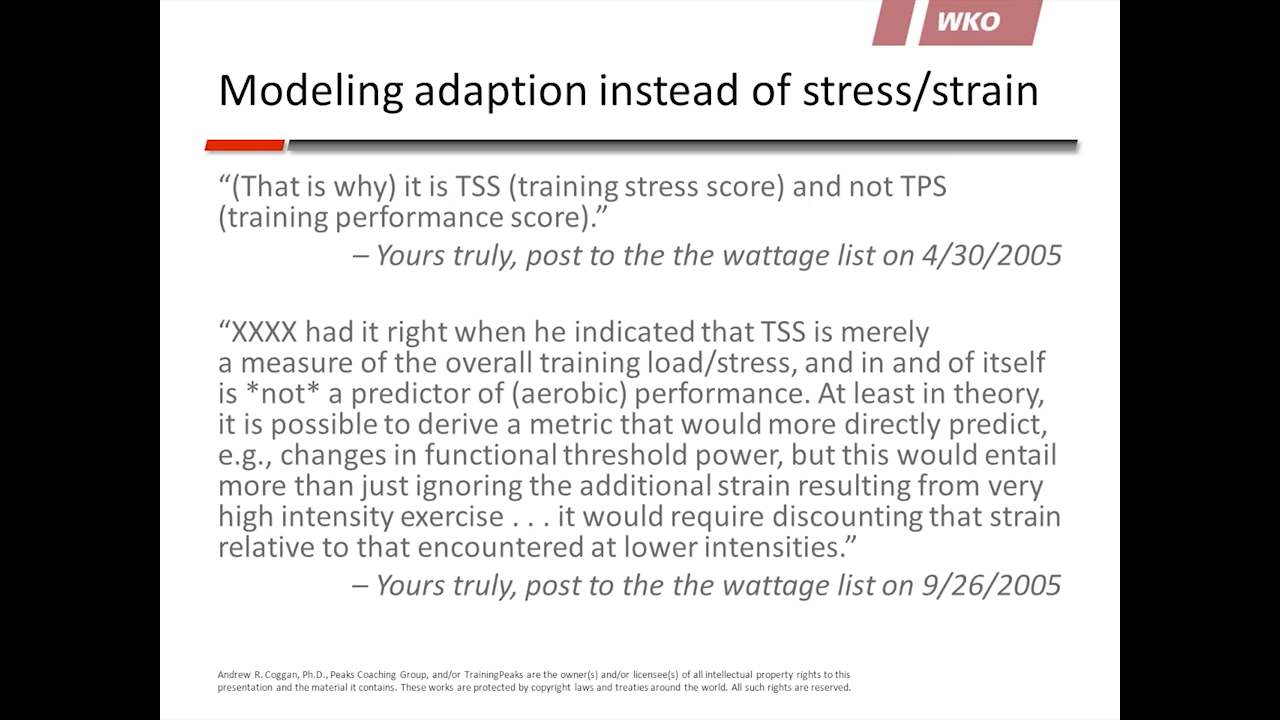 WKO
Modeling adaption instead of stress/strain
“(That is why) it is TSS (training stress score) and not TPS
(training performance score).”
– Yours truly, post to the the wattage list on 4/30/2005
“XXXX had it right when he indicated that TSS is merely
a measure of the overall training load/stress, and in and of itself
is *not* a predictor of (aerobic) performance. At least in theory,
it is possible to derive a metric that would more directly predict,
e.g., changes in functional threshold power, but this would entail
more than just ignoring the additional strain resulting from very
high intensity exercise . . . it would require discounting that strain
relative to that encountered at lower intensities.”
– Yours truly, post to the the wattage list on 9/26/2005
Andrew R. Coggan, Ph.D., Peaks Coaching Group, and/or TrainingPeaks are the owner(s) and/or licensee(s) of all intellectual property rights to this
presentation and the material it contains. These works are protected by copyright laws and treaties around the world. All such rights are reserved.